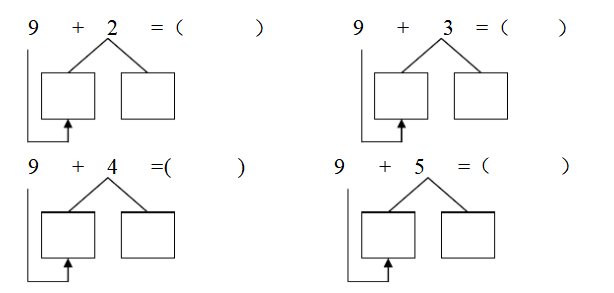 9 + 2 =（ ）
9 + 3 =（ ）
9 + 4 =( )
9 + 5 =（ ）